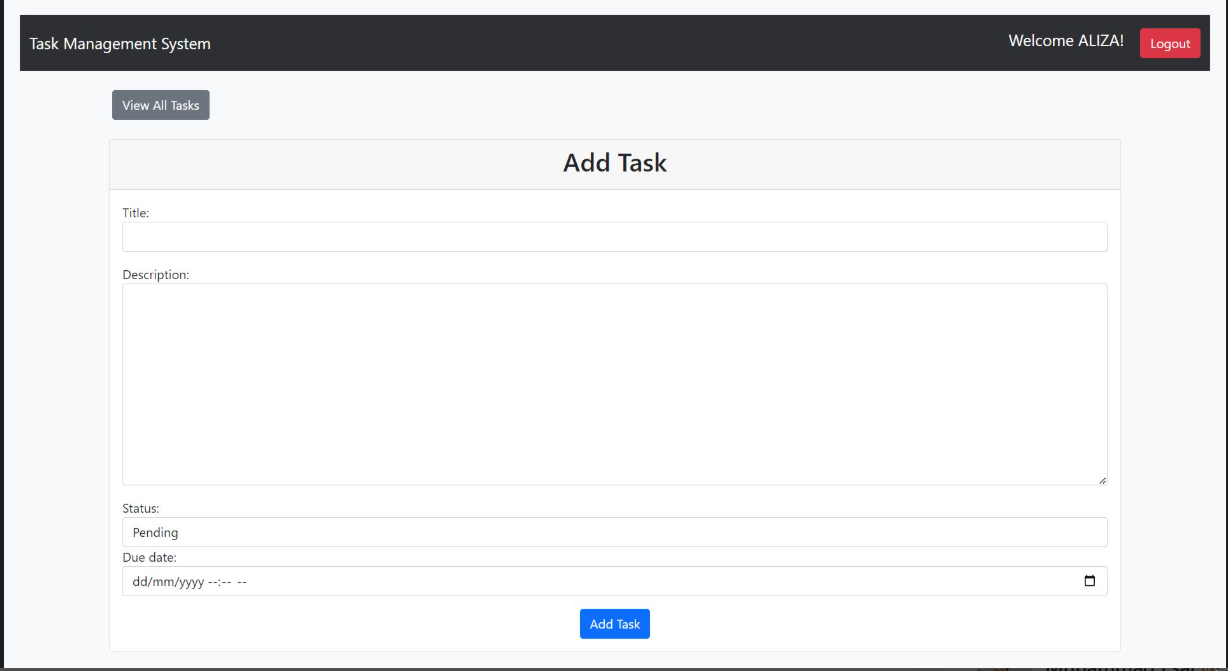 Task Management System
Welcome ALIZA!
Logout
View All Tasks
Add Task
Title:
Description:
Status:
Pending
Due date:
dd/mm/yyyy --:-- --
Add Task